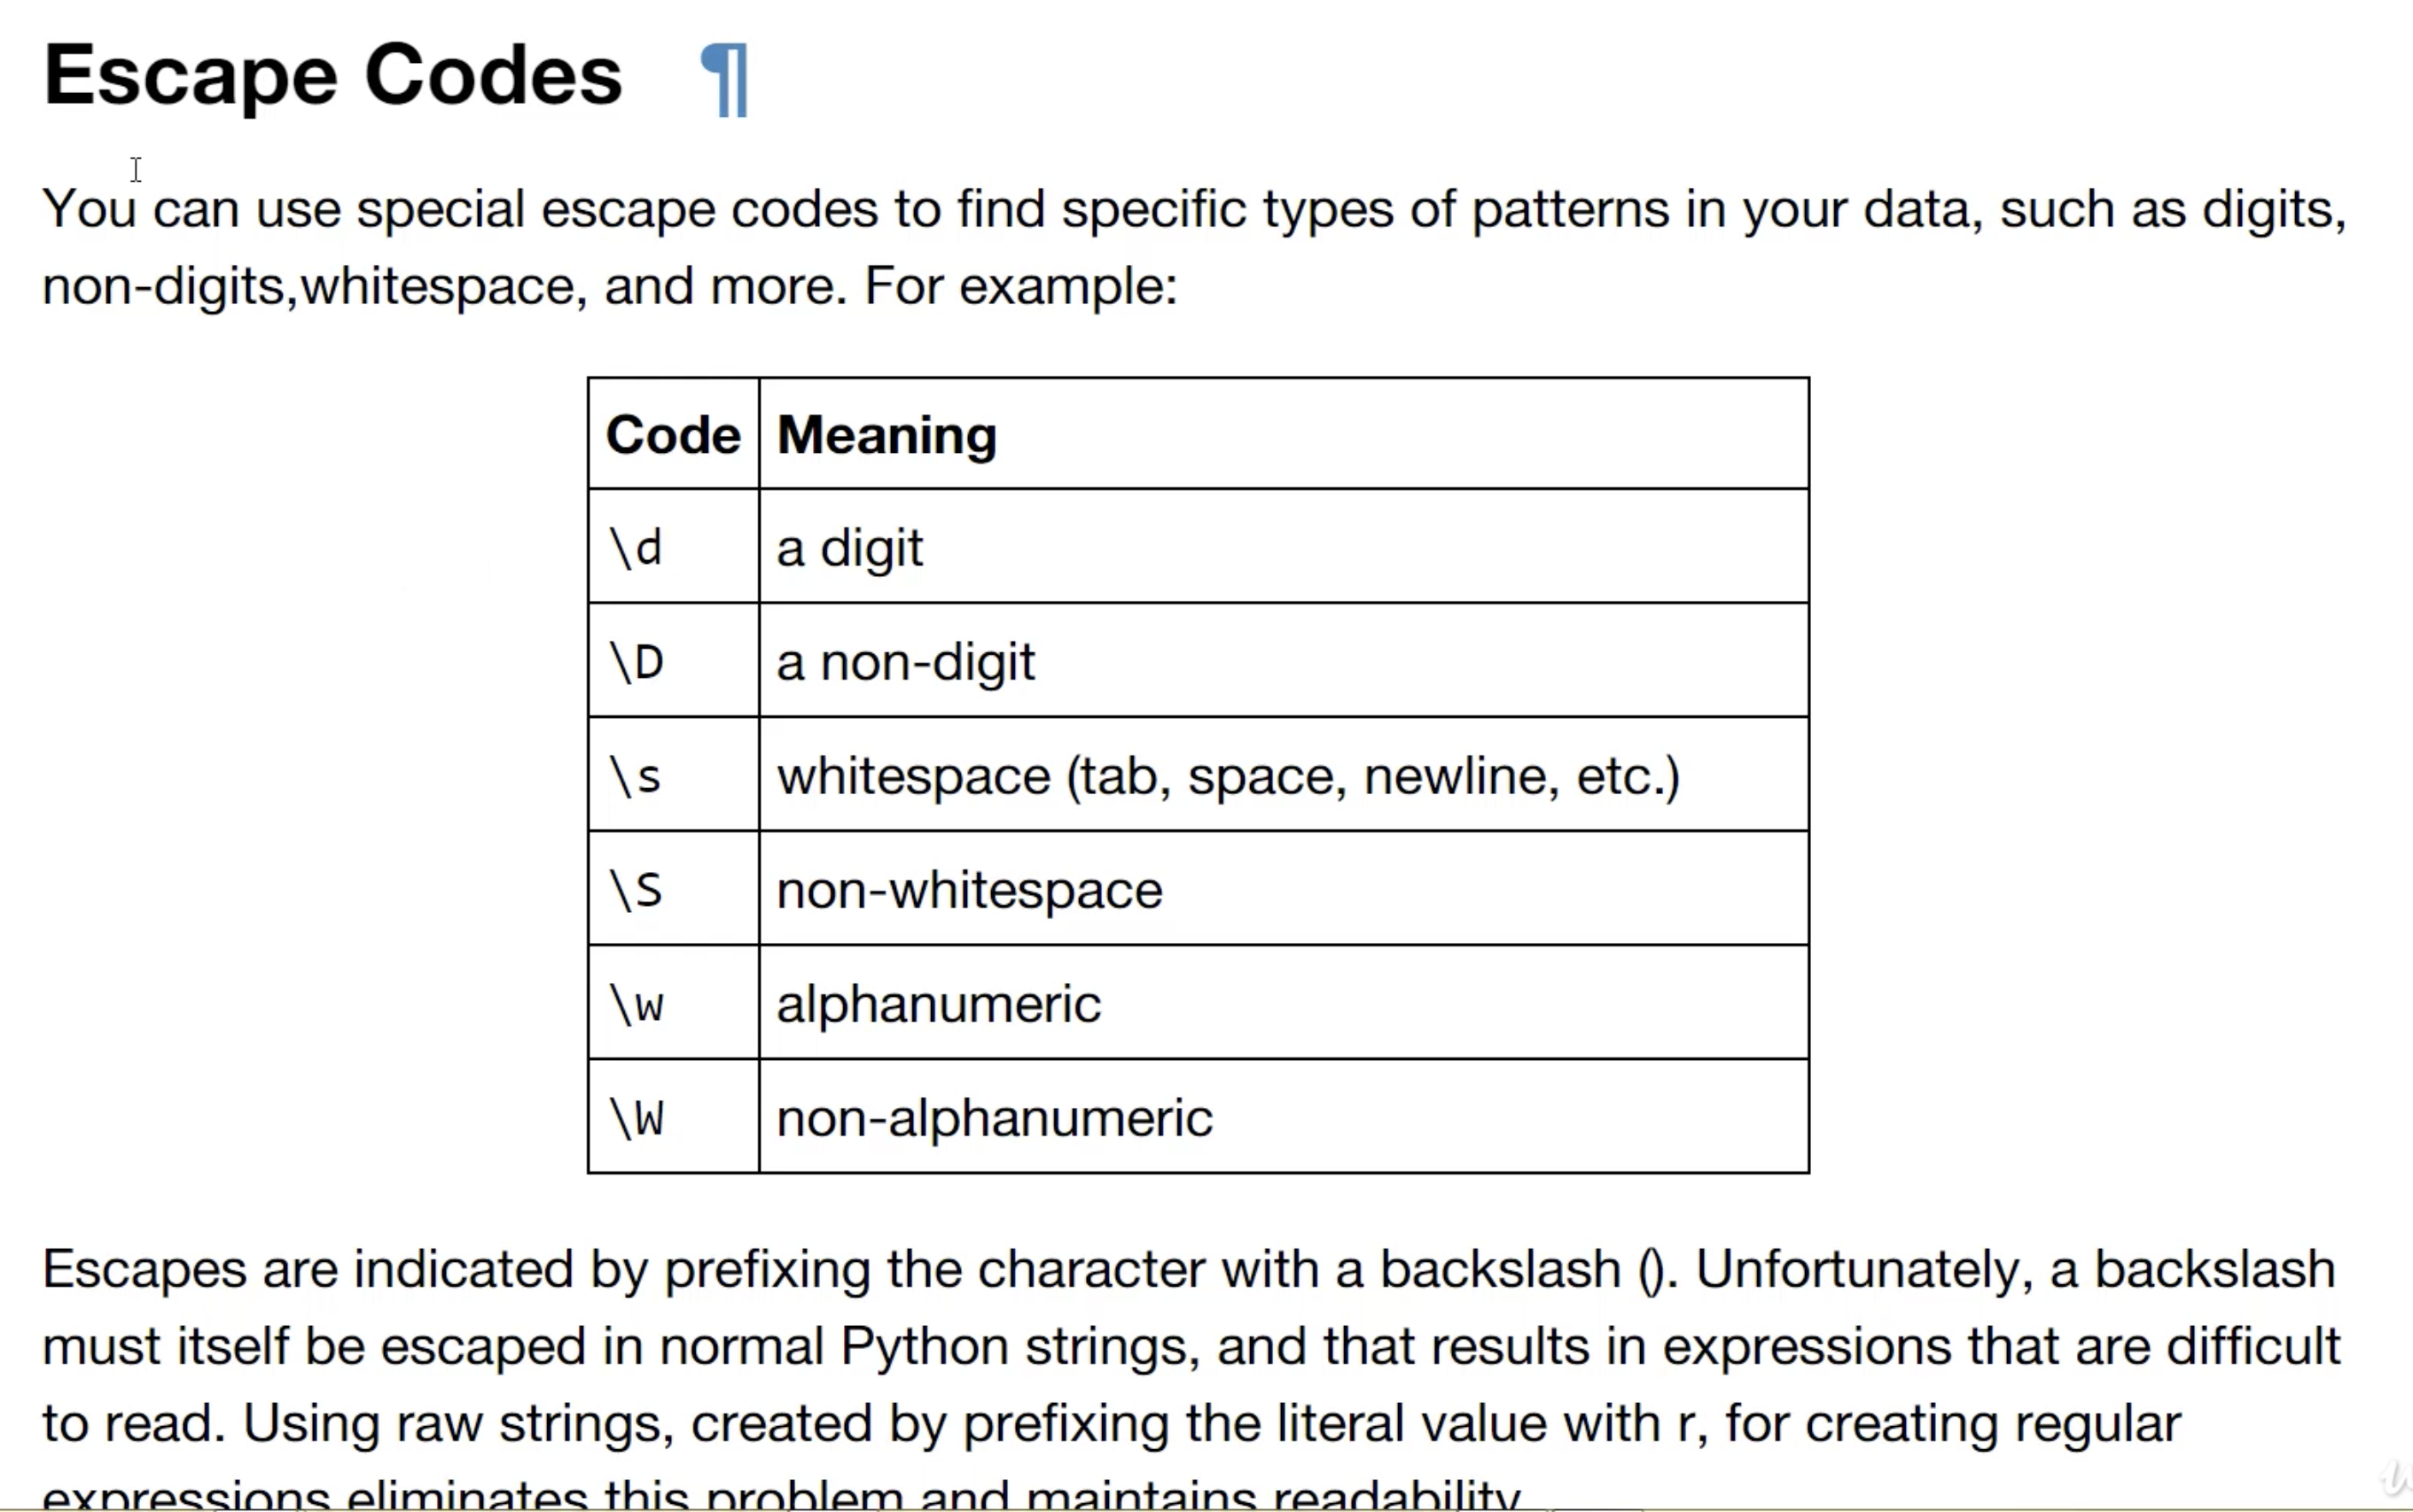 Escape Codes ¶
You can use special escape codes to find specific types of patterns in your data, such as digits,
non-digits,whitespace, and more. For example:
Code Meaning
\d a digit
\D a non-digit
\s whitespace (tab, space, newline, etc.)
\S non-whitespace
\w alphanumeric
\W non-alphanumeric
Escapes are indicated by prefixing the character with a backslash (). Unfortunately, a backslash
must itself be escaped in normal Python strings, and that results in expressions that are difficult
to read. Using raw strings, created by prefixing the literal value with r, for creating regular
expressions eliminates this problem and maintains readability.